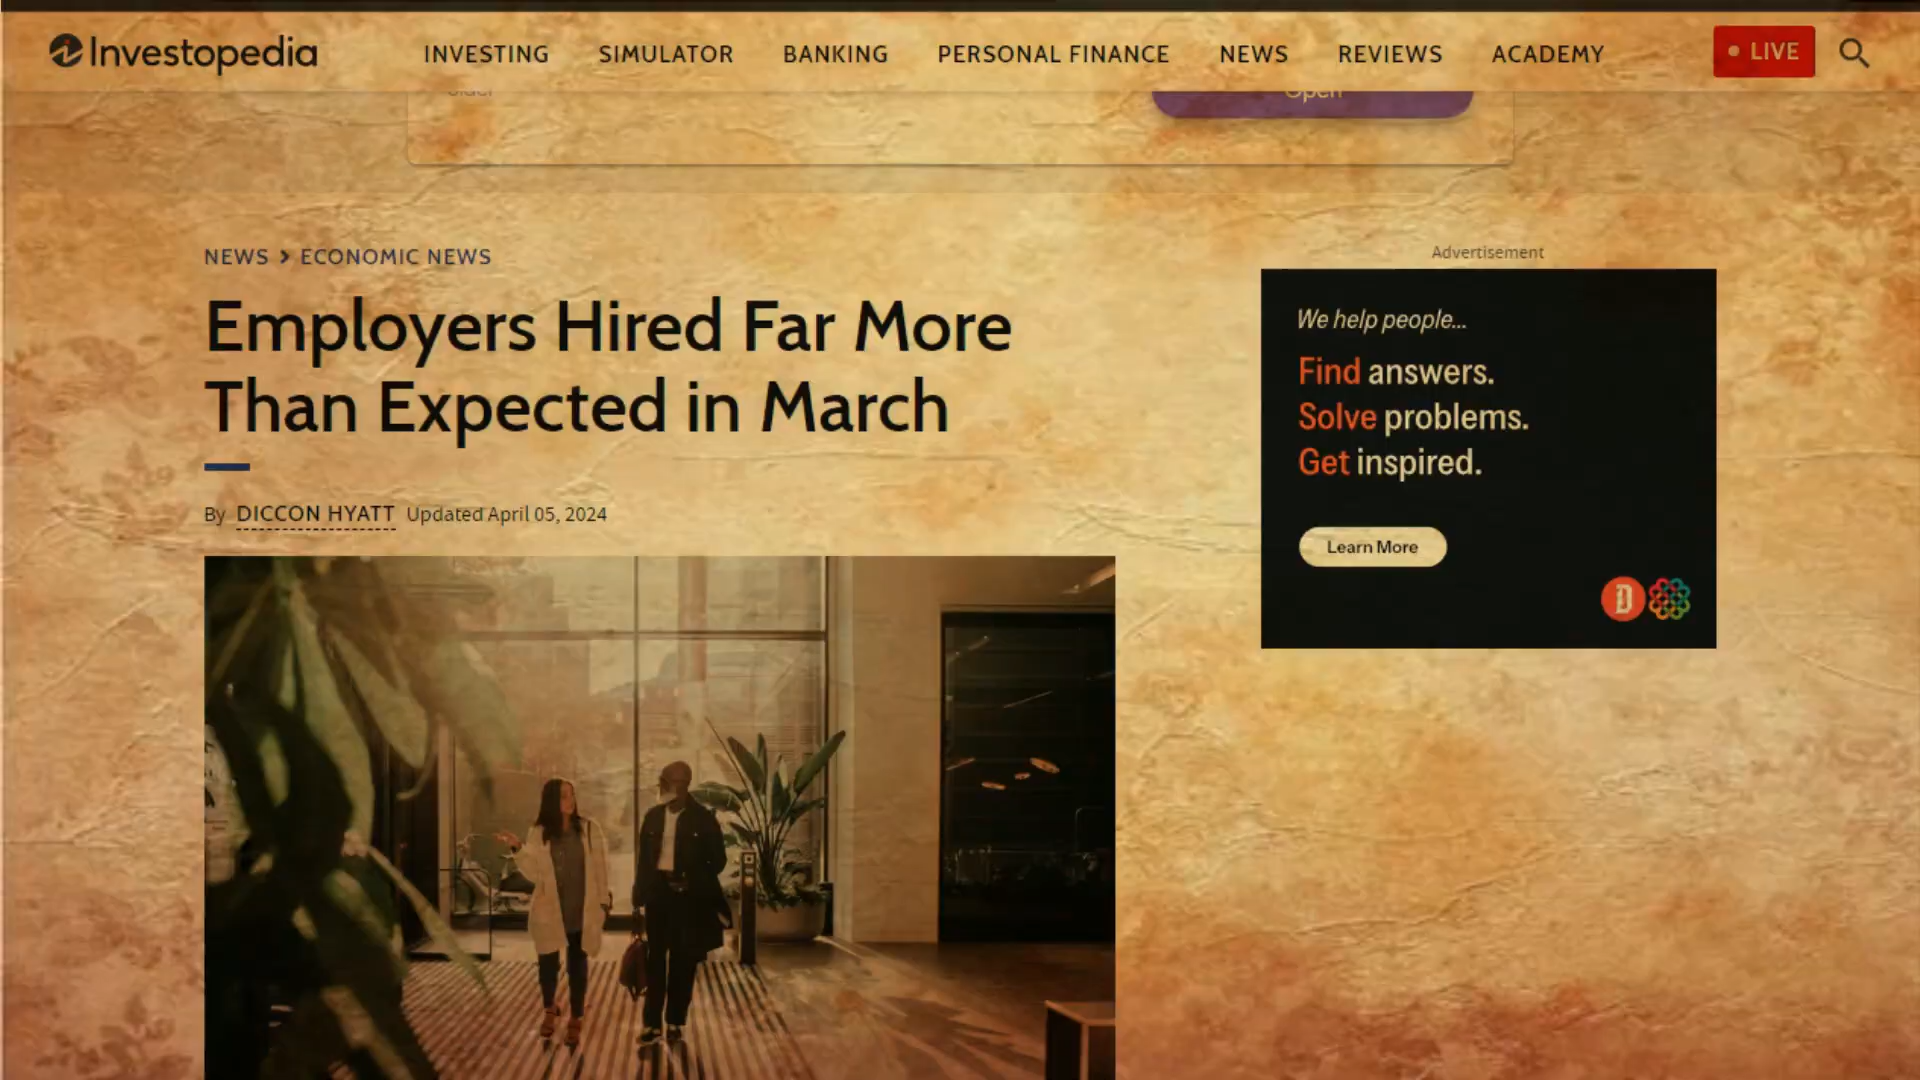 Investopedia
INVESTING SIMULATOR BANKING PERSONAL FINANCE NEWS REVIEWS ACADEMY
LIVE
Open
NEWS > ECONOMIC NEWS
Employers Hired Far More
Than Expected in March
By DICCON HYATT Updated April 05, 2024
Advertisement
We help people...
Find answers.
Solve problems.
Get inspired.
Learn More
D